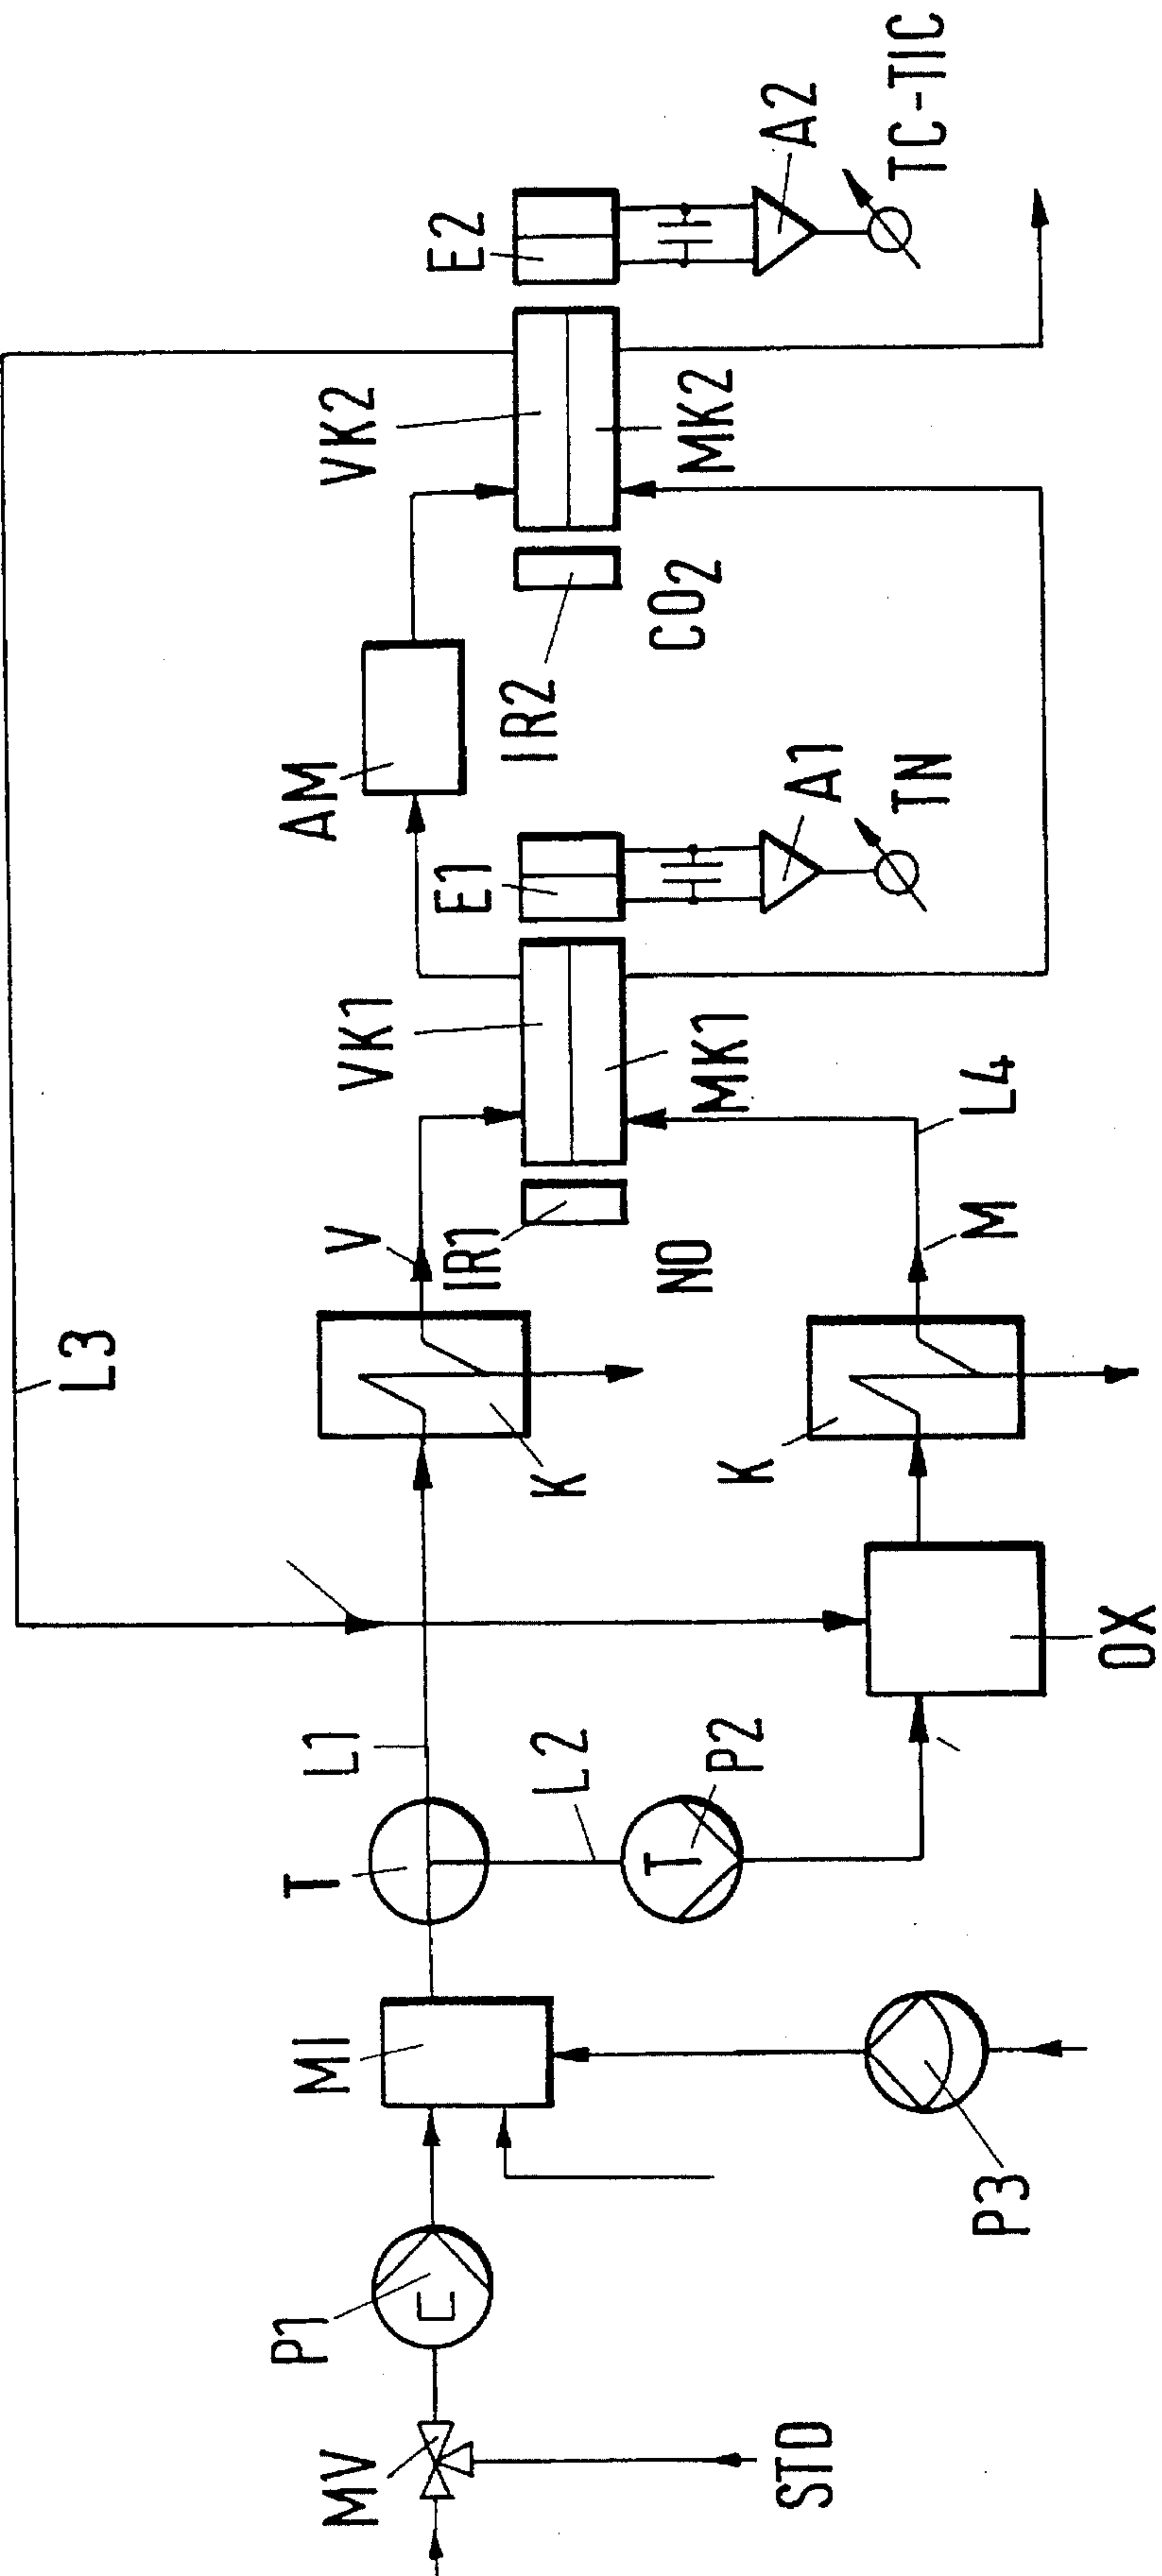 MV
STD
P1
P3
MI
T
L1
L2
T
P2
L3
OX
K
K
V
M
L4
IR1
NO
VK1
MK1
E1
A1
TN
AM
IR2
CO₂
VK2
MK2
E2
A2
TC-TIC